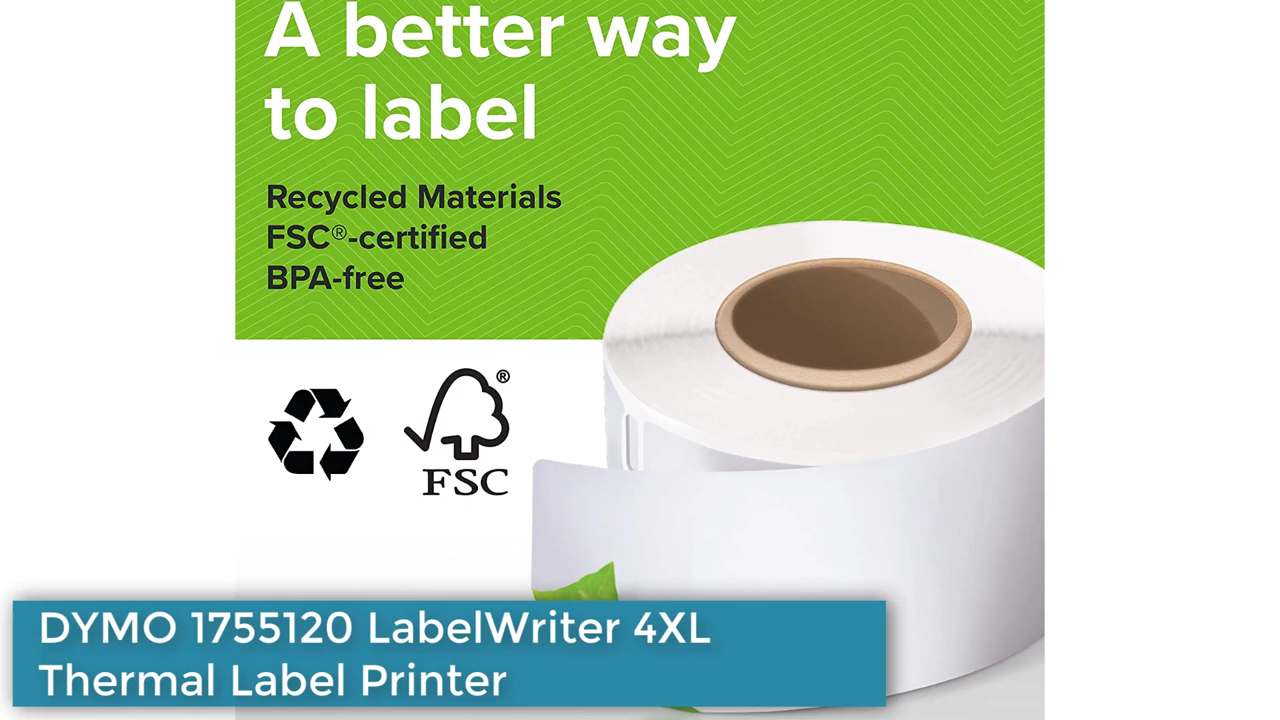 A better way
to label
Recycled Materials
FSC®-certified
BPA-free
®
FSC
DYMO 1755120 LabelWriter 4XL
Thermal Label Printer